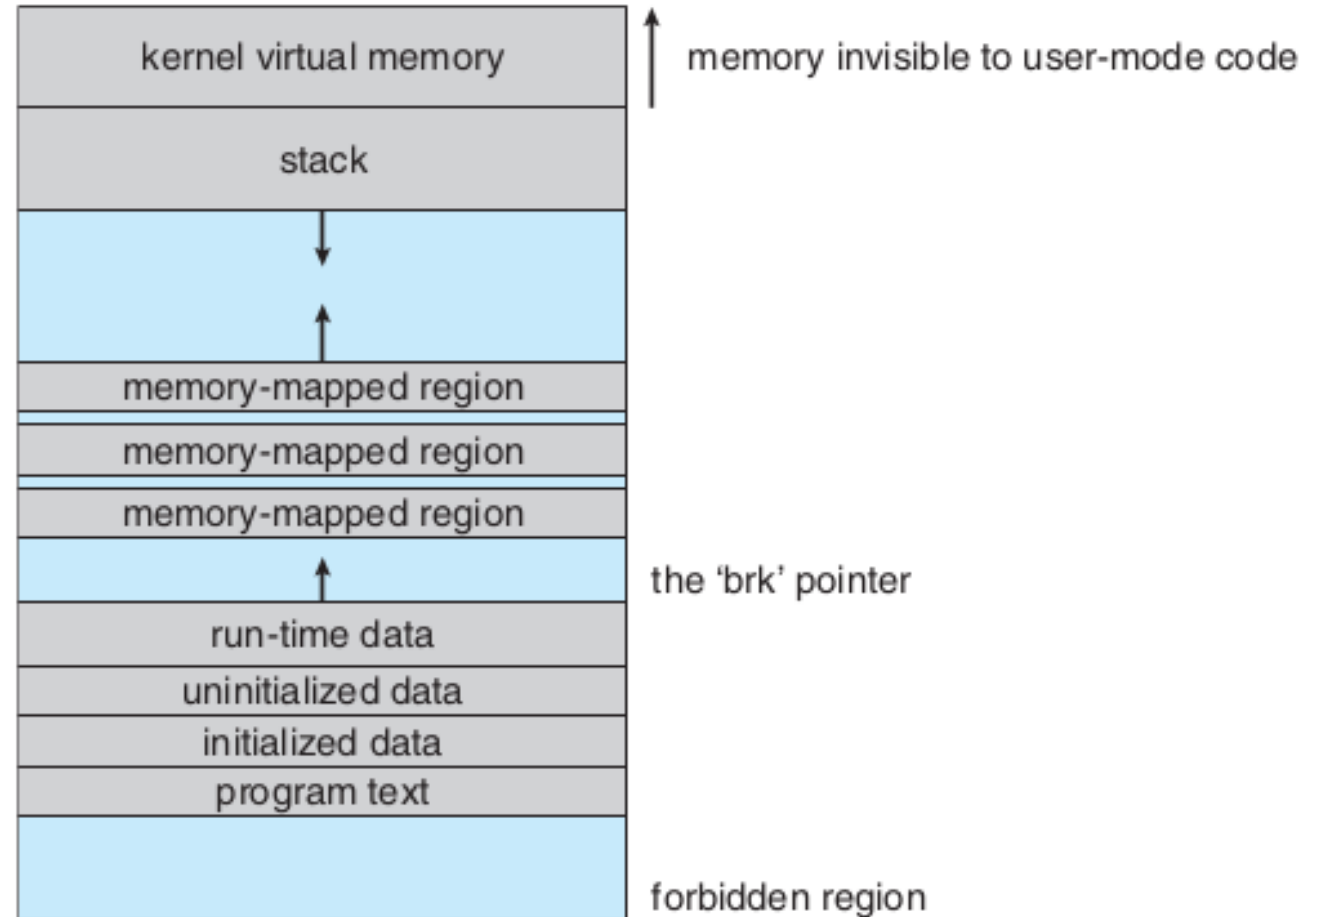 kernel virtual memory
memory invisible to user-mode code
stack
memory-mapped region
memory-mapped region
memory-mapped region
the ‘brk’ pointer
run-time data
uninitialized data
initialized data
program text
forbidden region